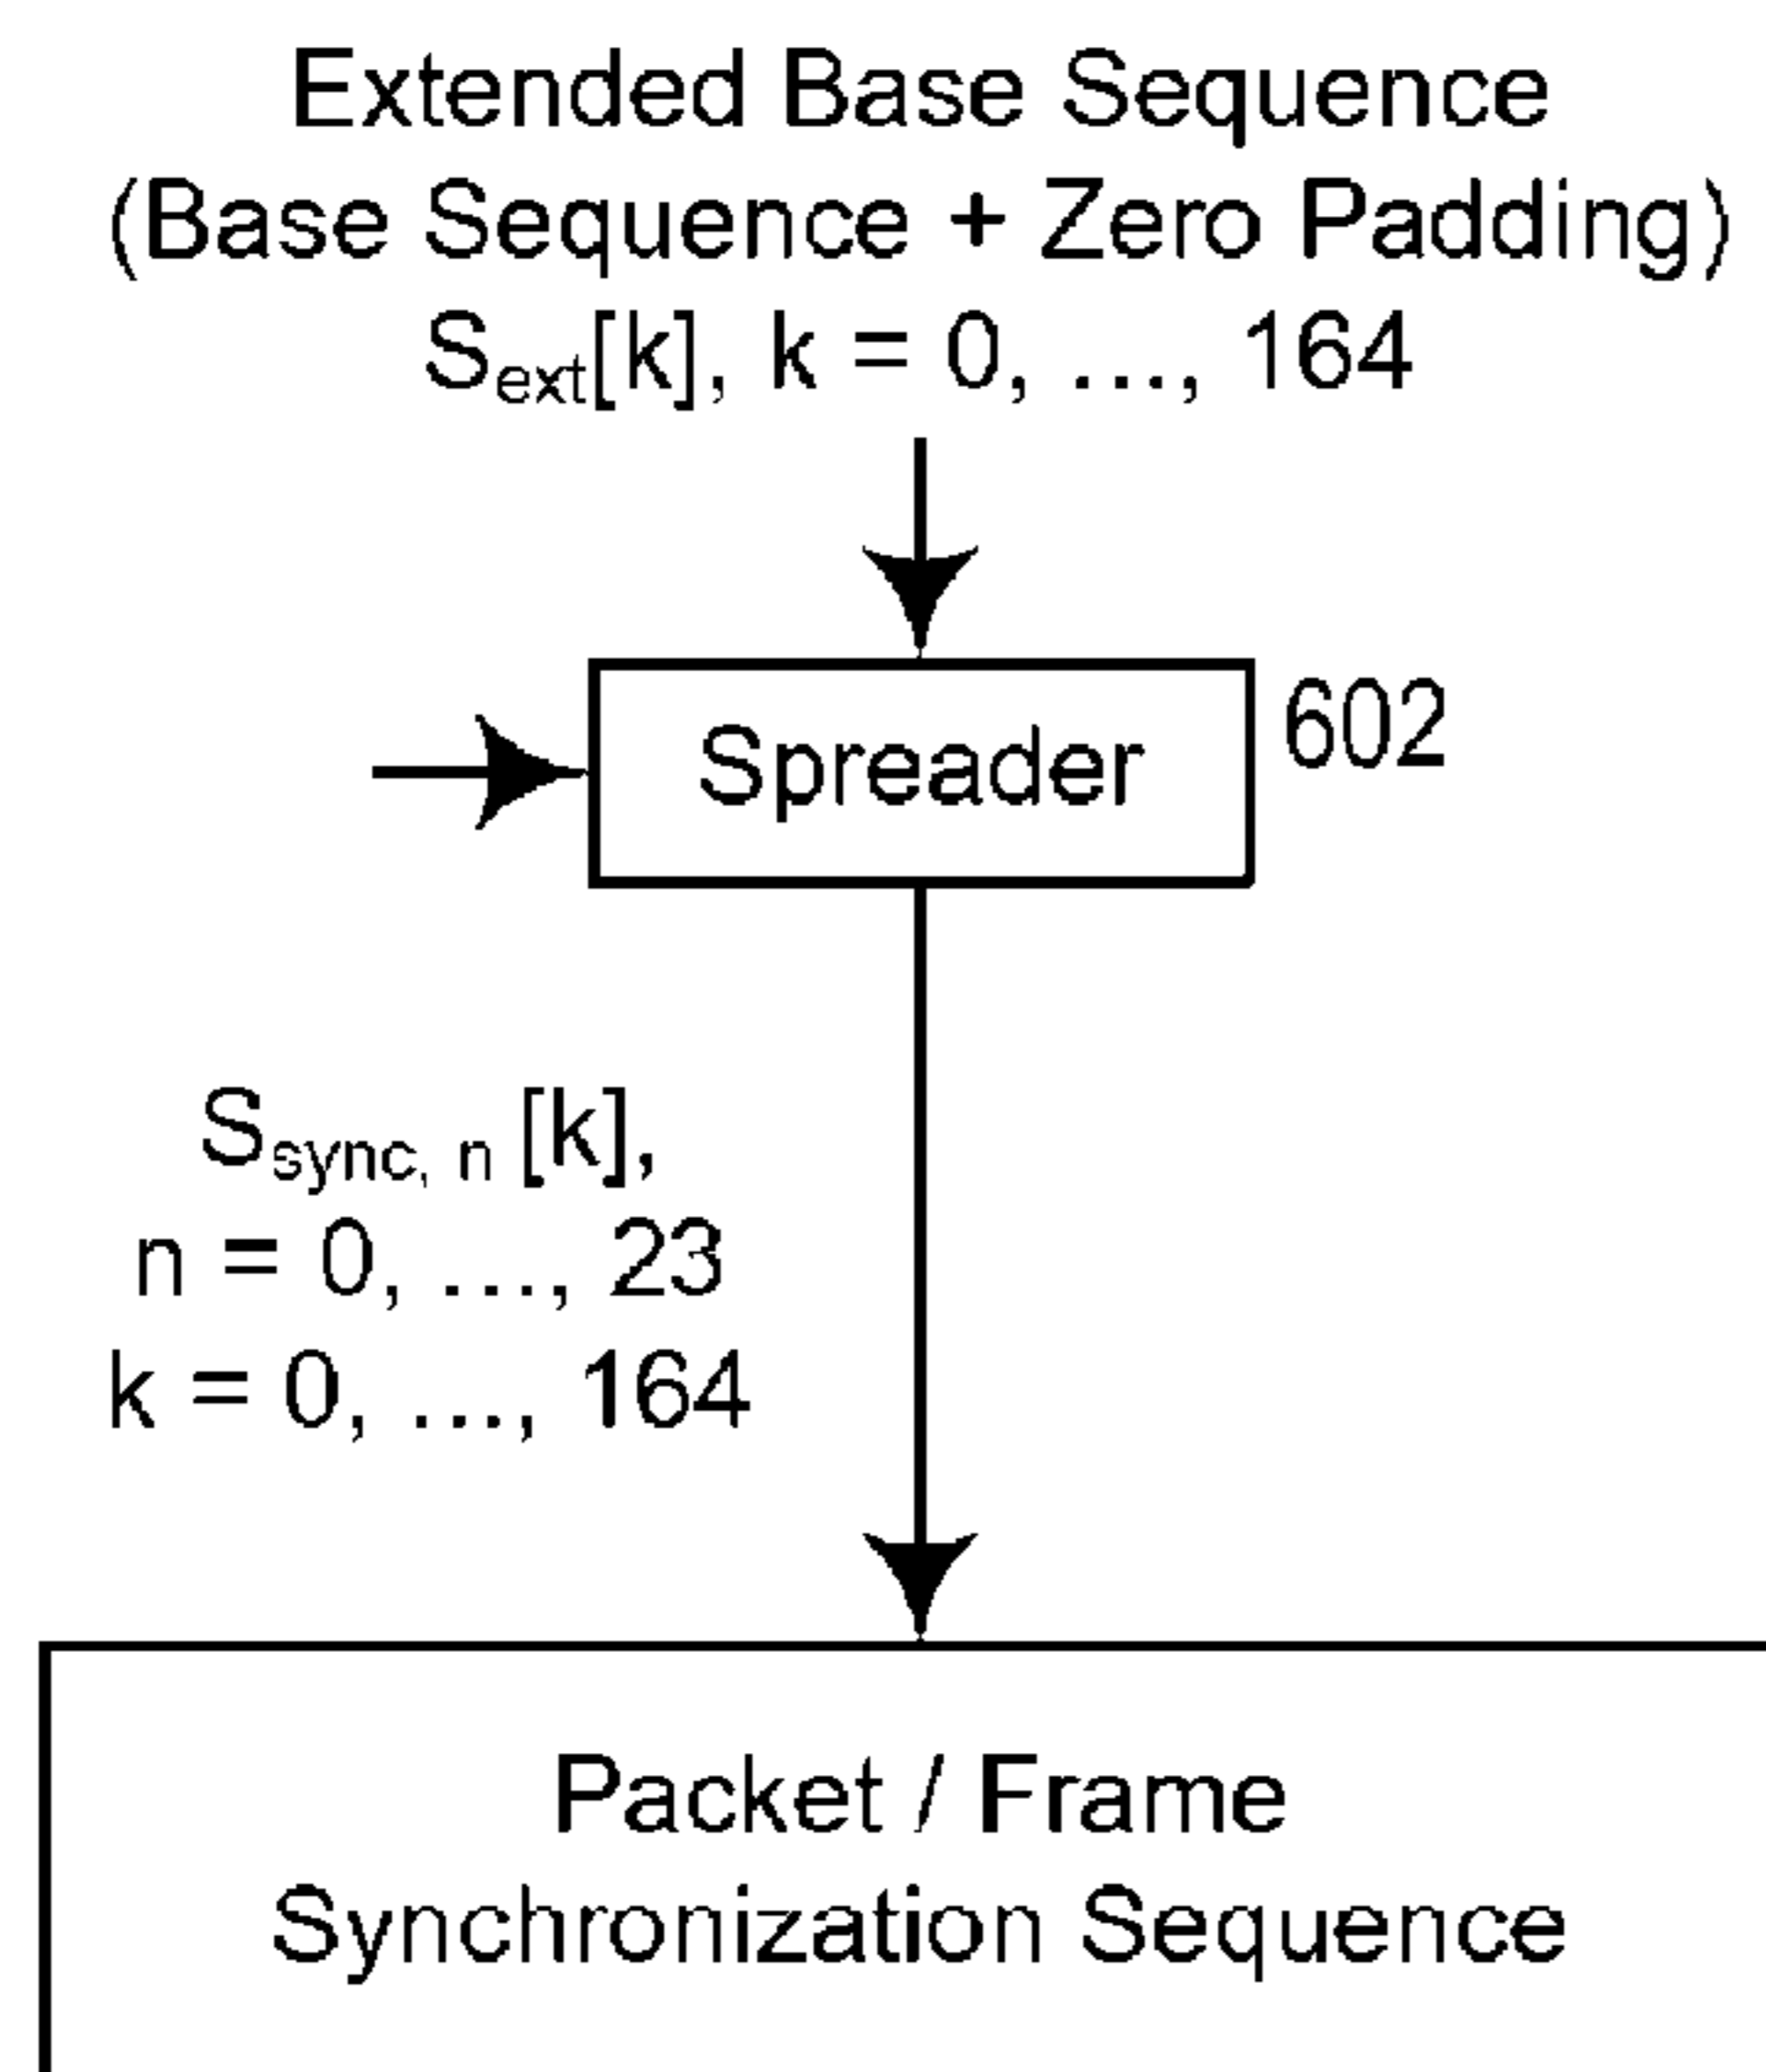 Extended Base Sequence
(Base Sequence + Zero Padding)
Sext[k], k = 0, ..., 164
Spreader
602
Ssync, n [k],
n = 0, ..., 23
k = 0, ..., 164
Packet / Frame
Synchronization Sequence